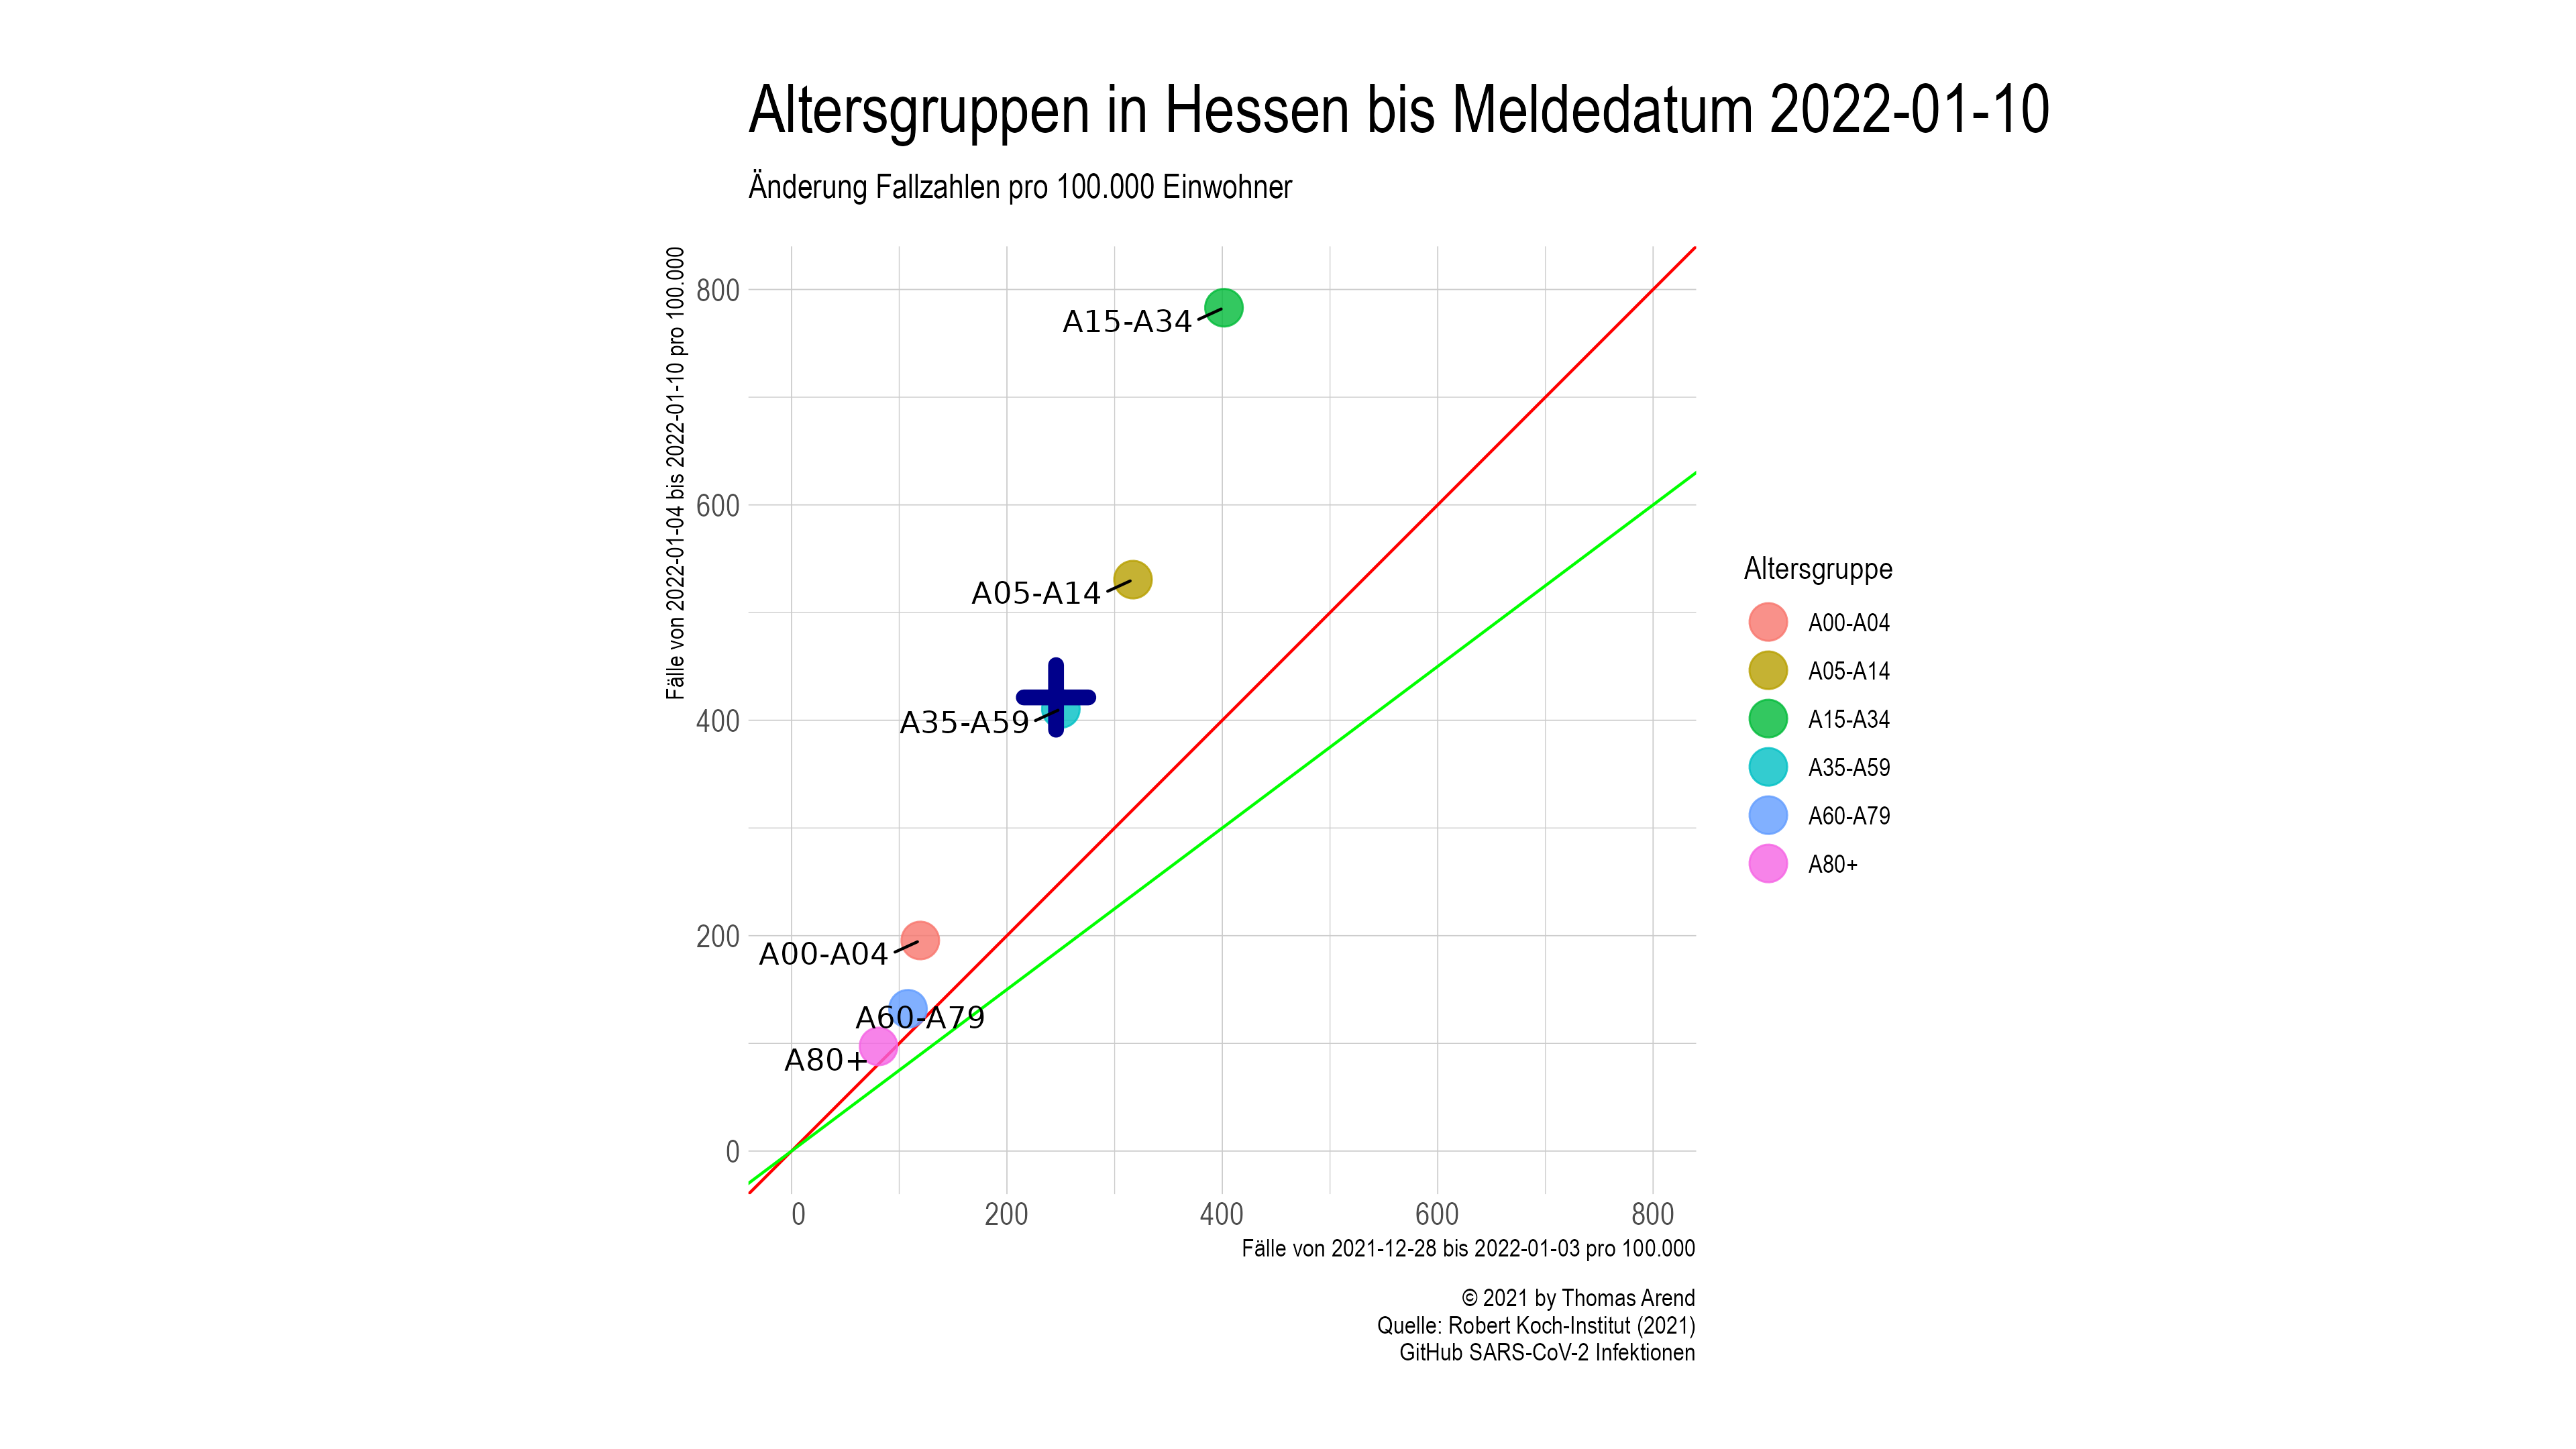 Altersgruppen in Hessen bis Meldedatum 2022-01-10
Änderung Fallzahlen pro 100.000 Einwohner
Fälle von 2022-01-04 bis 2022-01-10 pro 100.000
800
600
400
200
0
A15-A34
A05-A14
A35-A59
A00-A04
A60-A79
A80+
0
200
400
600
800
Fälle von 2021-12-28 bis 2022-01-03 pro 100.000
Altersgruppe
A00-A04
A05-A14
A15-A34
A35-A59
A60-A79
A80+
© 2021 by Thomas Arend
Quelle: Robert Koch-Institut (2021)
GitHub SARS-CoV-2 Infektionen